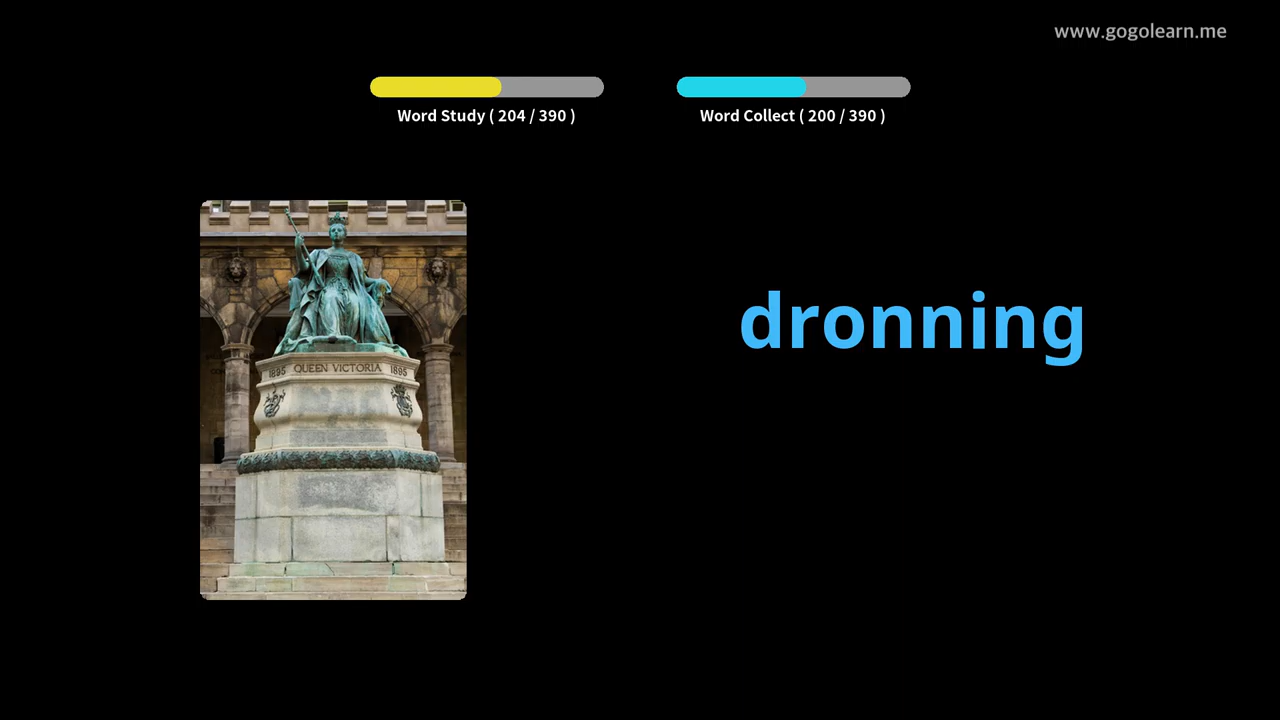 www.gogolearn.me
Word Study ( 204 / 390 )
Word Collect ( 200 / 390 )
1895 QUEEN VICTORIA 1895
dronning